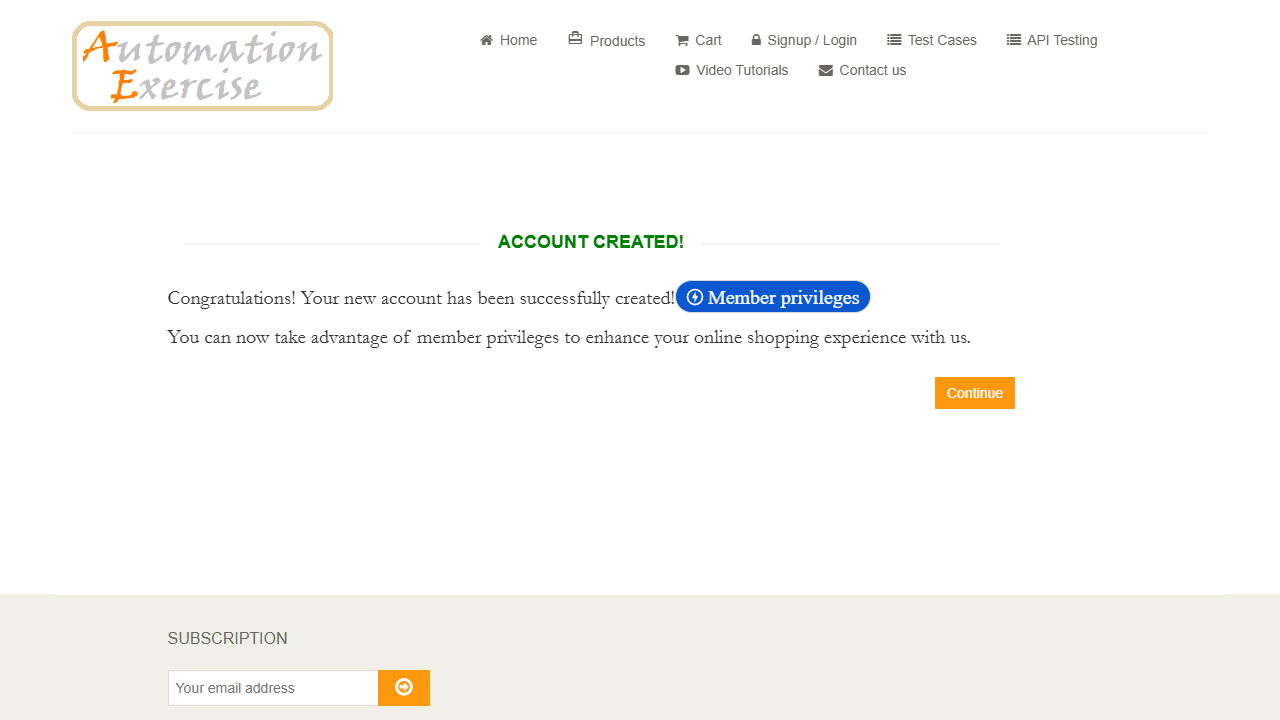 Automation
Exercise
Home
Products
Cart
Signup / Login
Test Cases
API Testing
Video Tutorials
Contact us
ACCOUNT CREATED!
Congratulations! Your new account has been successfully created!
Member privileges
You can now take advantage of member privileges to enhance your online shopping experience with us.
Continue
SUBSCRIPTION
Your email address